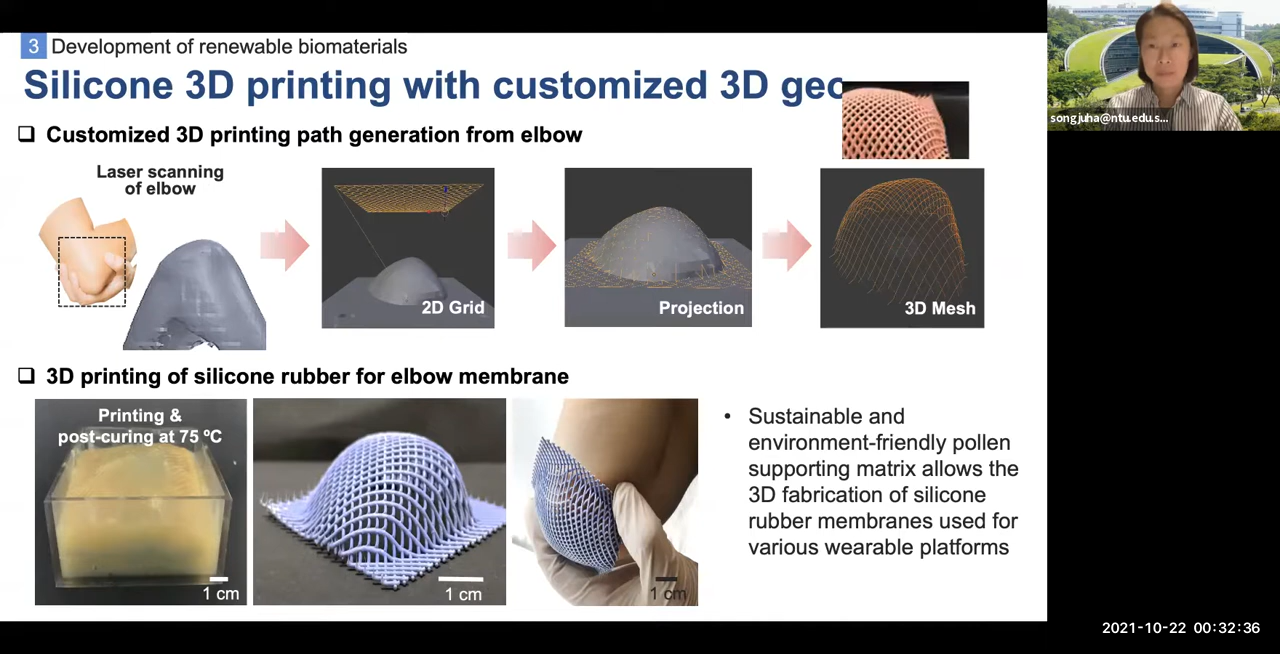 3 Development of renewable biomaterials
Silicone 3D printing with customized 3D geo
❑ Customized 3D printing path generation from elbow
Laser scanning
of elbow
2D Grid
Projection
3D Mesh
❑ 3D printing of silicone rubber for elbow membrane
Printing &
post-curing at 75 ºC
1 cm
1 cm
1 cm
• Sustainable and
environment-friendly pollen
supporting matrix allows the
3D fabrication of silicone
rubber membranes used for
various wearable platforms
songjuha@ntu.edu.s...
2021-10-22 00:32:36